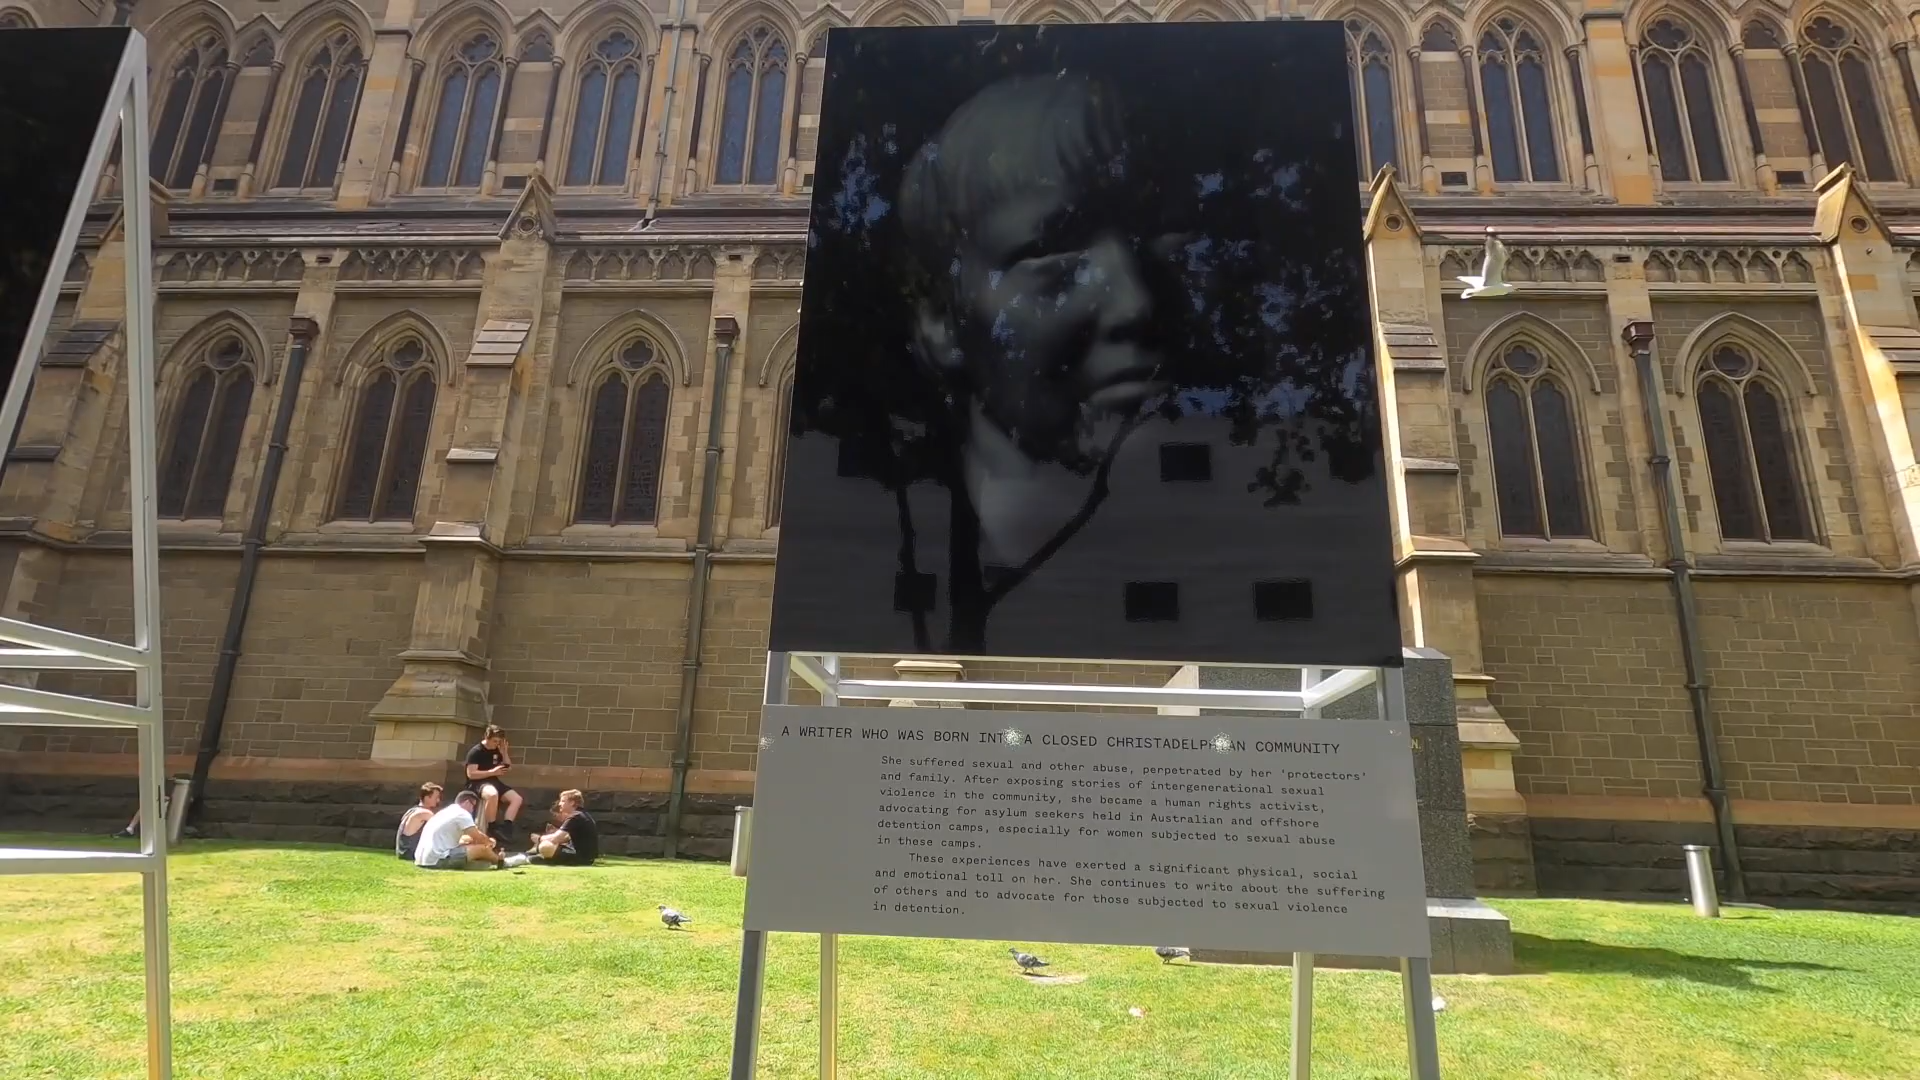 A WRITER WHO WAS BORN INTO A CLOSED CHRISTADELPHIAN COMMUNITY
She suffered sexual and other abuse, perpetrated by her 'protectors'
and family. After exposing stories of intergenerational sexual
violence in the community, she became a human rights activist,
advocating for asylum seekers held in Australian and offshore
detention camps, especially for women subjected to sexual abuse
in these camps.
These experiences have exerted a significant physical, social
and emotional toll on her. She continues to write about the suffering
of others and to advocate for those subjected to sexual violence
in detention.